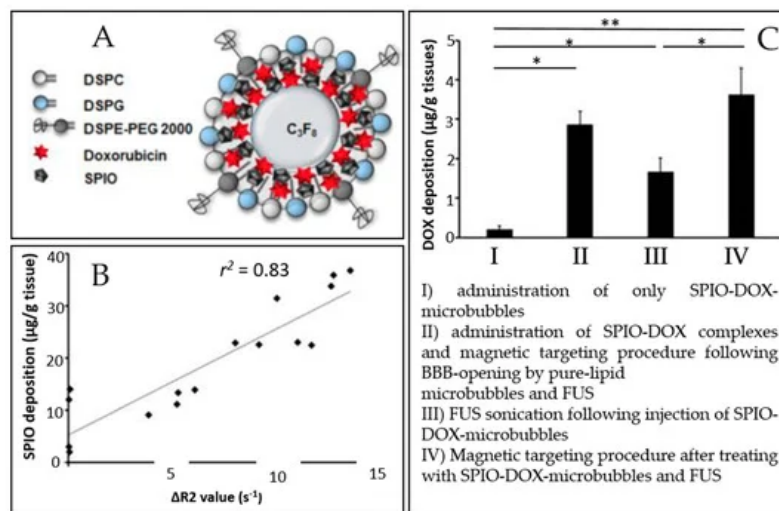 A
DSPC
DSPG
DSPE-PEG 2000
Doxorubicin
SPIO
C3F8
B
r² = 0.83
SPIO deposition (µg/g tissue)
40
30
20
10
0
5
10
15
ΔR2 value (s⁻¹)
C
**
*
*
*
DOX deposition (µg/g tissues)
5
4
3
2
1
0
I
II
III
IV
I) administration of only SPIO-DOX-
microbubbles
II) administration of SPIO-DOX complexes
and magnetic targeting procedure following
BBB-opening by pure-lipid
microbubbles and FUS
III) FUS sonication following injection of SPIO-
DOX-microbubbles
IV) Magnetic targeting procedure after treating
with SPIO-DOX-microbubbles and FUS